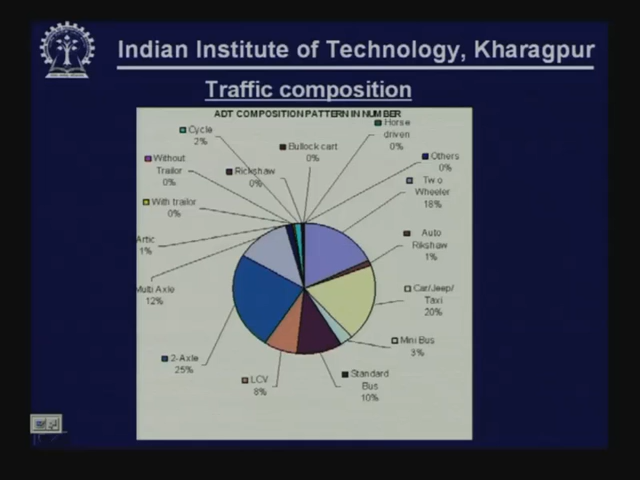 Indian Institute of Technology, Kharagpur
Traffic composition
ADT COMPOSITION PATTERN IN NUMBER
Cycle
2%
Bullock cart
0%
Horse
driven
0%
Without
Trailor
0%
Rickshaw
0%
Others
0%
Two
Wheeler
18%
With trailor
0%
Auto
Rikshaw
1%
Artic
1%
Multi Axle
12%
Car/Jeep/
Taxi
20%
Mini Bus
3%
2-Axle
25%
LCV
8%
Standard
Bus
10%